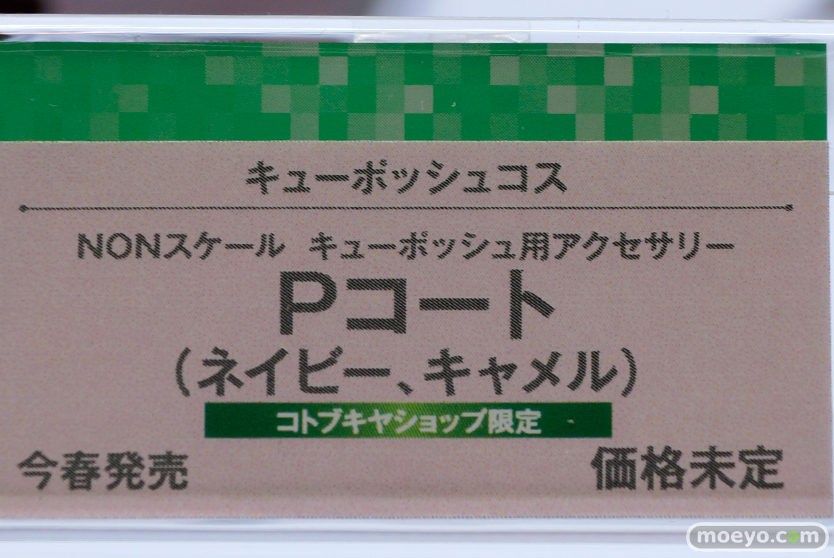 キューポッシュコス
NONスケール キューポッシュ用アクセサリー
Pコート
（ネイビー、キャメル）
コトブキヤショップ限定
今春発売
価格未定
moeyo.com